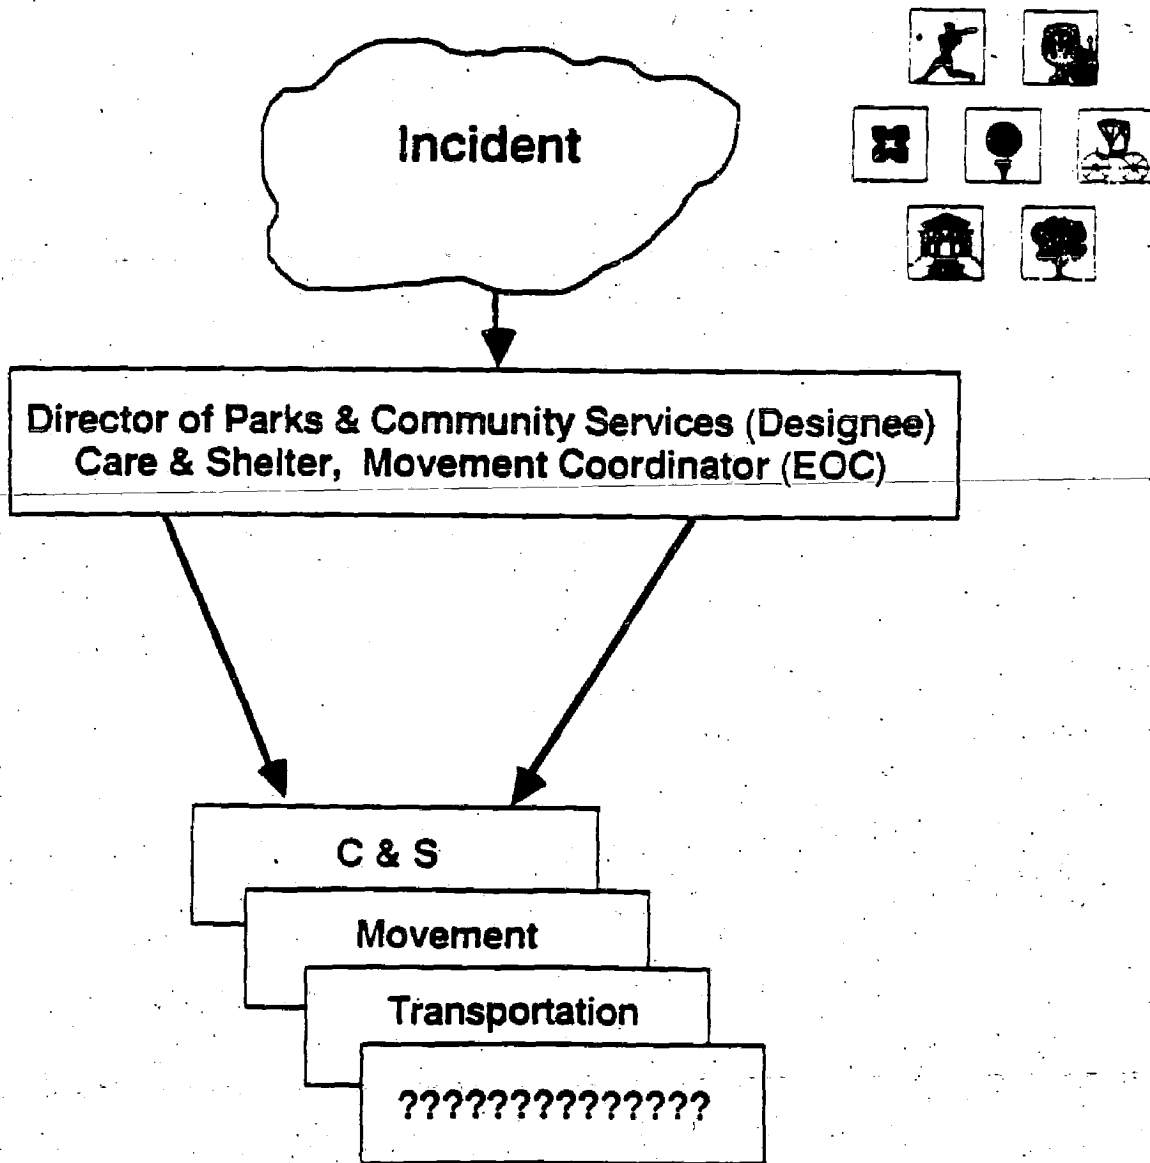 Incident
Director of Parks & Community Services (Designee)
Care & Shelter, Movement Coordinator (EOC)
C & S
Movement
Transportation
??????????????